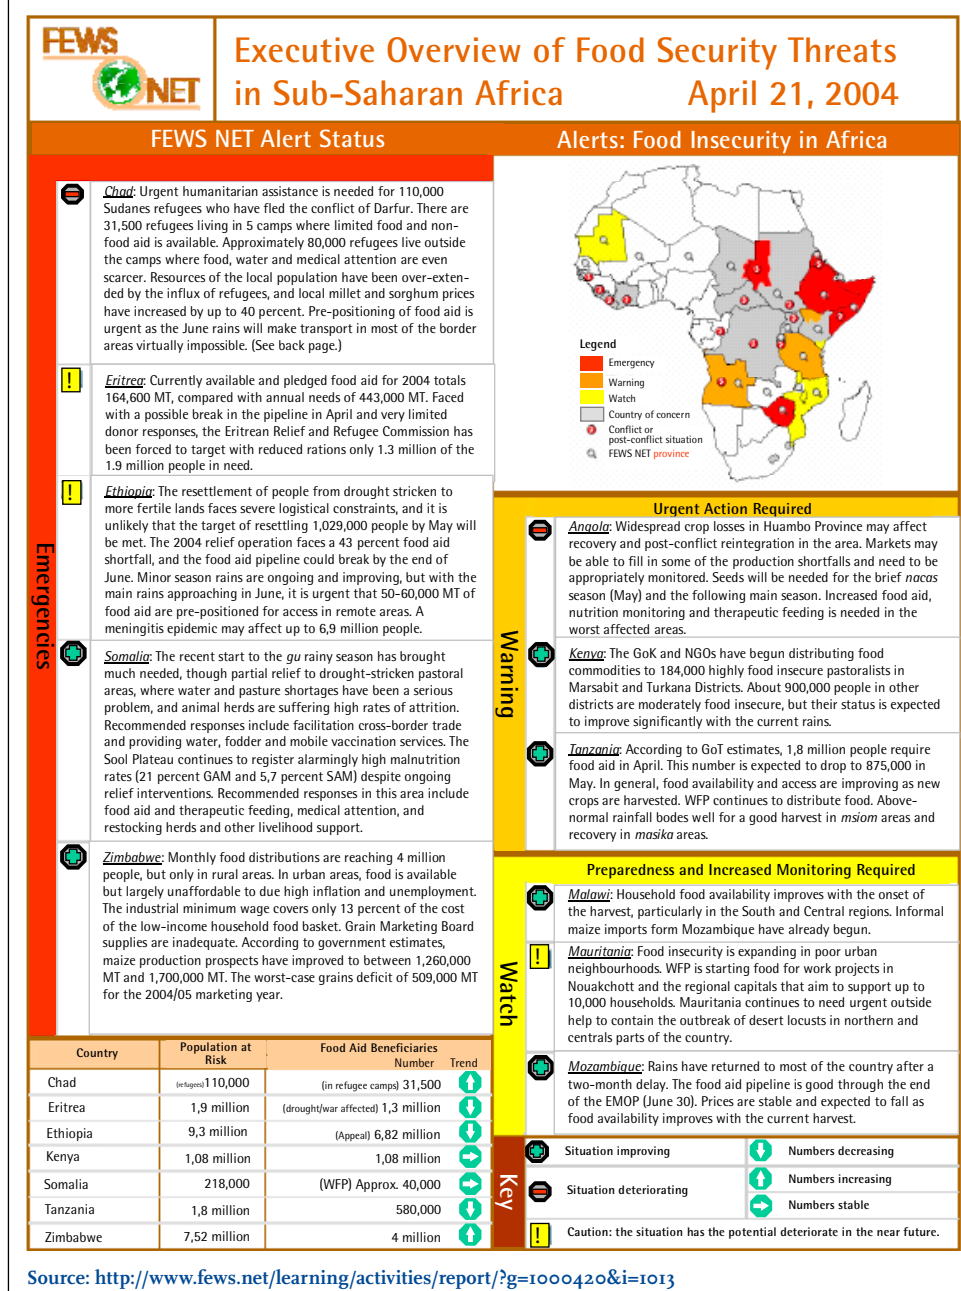 FEWS
NET
Executive Overview of Food Security Threats
in Sub-Saharan Africa April 21, 2004
FEWS NET Alert Status
Alerts: Food Insecurity in Africa
Emergencies
Chad: Urgent humanitarian assistance is needed for 110,000
Sudanes refugees who have fled the conflict of Darfur. There are
31,500 refugees living in 5 camps where limited food and non-
food aid is available. Approximately 80,000 refugees live outside
the camps where food, water and medical attention are even
scarcer. Resources of the local population have been over-exten-
ded by the influx of refugees, and local millet and sorghum prices
have increased by up to 40 percent. Pre-positioning of food aid is
urgent as the June rains will make transport in most of the border
areas virtually impossible. (See back page.)
!
Eritrea: Currently available and pledged food aid for 2004 totals
164,600 MT, compared with annual needs of 443,000 MT. Faced
with a possible break in the pipeline in April and very limited
donor responses, the Eritrean Relief and Refugee Commission has
been forced to target with reduced rations only 1.3 million of the
1.9 million people in need.
!
Ethiopia: The resettlement of people from drought stricken to
more fertile lands faces severe logistical constraints, and it is
unlikely that the target of resettling 1,029,000 people by May will
be met. The 2004 relief operation faces a 43 percent food aid
shortfall, and the food aid pipeline could break by the end of
June. Minor season rains are ongoing and improving, but with the
main rains approaching in June, it is urgent that 50-60,000 MT of
food aid are pre-positioned for access in remote areas. A
meningitis epidemic may affect up to 6,9 million people.
Somalia: The recent start to the gu rainy season has brought
much needed, though partial relief to drought-stricken pastoral
areas, where water and pasture shortages have been a serious
problem, and animal herds are suffering high rates of attrition.
Recommended responses include facilitation cross-border trade
and providing water, fodder and mobile vaccination services. The
Sool Plateau continues to register alarmingly high malnutrition
rates (21 percent GAM and 5,7 percent SAM) despite ongoing
relief interventions. Recommended responses in this area include
food aid and therapeutic feeding, medical attention, and
restocking herds and other livelihood support.
Zimbabwe: Monthly food distributions are reaching 4 million
people, but only in rural areas. In urban areas, food is available
but largely unaffordable to due high inflation and unemployment.
The industrial minimum wage covers only 13 percent of the cost
of the low-income household food basket. Grain Marketing Board
supplies are inadequate. According to government estimates,
maize production prospects have improved to between 1,260,000
MT and 1,700,000 MT. The worst-case grains deficit of 509,000 MT
for the 2004/05 marketing year.
Country Population at Risk Food Aid Beneficiaries Number Trend
Chad (refugees)110,000 (in refugee camps) 31,500
Eritrea 1,9 million (drought/war affected) 1,3 million
Ethiopia 9,3 million (Appeal) 6,82 million
Kenya 1,08 million 1,08 million
Somalia 218,000 (WFP) Approx. 40,000
Tanzania 1,8 million 580,000
Zimbabwe 7,52 million 4 million
Legend
Emergency
Warning
Watch
Country of concern
Conflict or
post-conflict situation
FEWS NET province
Warning
Urgent Action Required
Angola: Widespread crop losses in Huambo Province may affect
recovery and post-conflict reintegration in the area. Markets may
be able to fill in some of the production shortfalls and need to be
appropriately monitored. Seeds will be needed for the brief nacas
season (May) and the following main season. Increased food aid,
nutrition monitoring and therapeutic feeding is needed in the
worst affected areas.
Kenya: The GoK and NGOs have begun distributing food
commodities to 184,000 highly food insecure pastoralists in
Marsabit and Turkana Districts. About 900,000 people in other
districts are moderately food insecure, but their status is expected
to improve significantly with the current rains.
Tanzania: According to GoT estimates, 1,8 million people require
food aid in April. This number is expected to drop to 875,000 in
May. In general, food availability and access are improving as new
crops are harvested. WFP continues to distribute food. Above-
normal rainfall bodes well for a good harvest in msiom areas and
recovery in masika areas.
Watch
Preparedness and Increased Monitoring Required
Malawi: Household food availability improves with the onset of
the harvest, particularly in the South and Central regions. Informal
maize imports form Mozambique have already begun.
!
Mauritania: Food insecurity is expanding in poor urban
neighbourhoods. WFP is starting food for work projects in
Nouakchott and the regional capitals that aim to support up to
10,000 households. Mauritania continues to need urgent outside
help to contain the outbreak of desert locusts in northern and
centrals parts of the country.
Mozambique: Rains have returned to most of the country after a
two-month delay. The food aid pipeline is good through the end
of the EMOP (June 30). Prices are stable and expected to fall as
food availability improves with the current harvest.
Key
Situation improving
Numbers decreasing
Situation deteriorating
Numbers increasing
Numbers stable
!
Caution: the situation has the potential deteriorate in the near future.
Source: http://www.fews.net/learning/activities/report/?g=1000420&i=1013